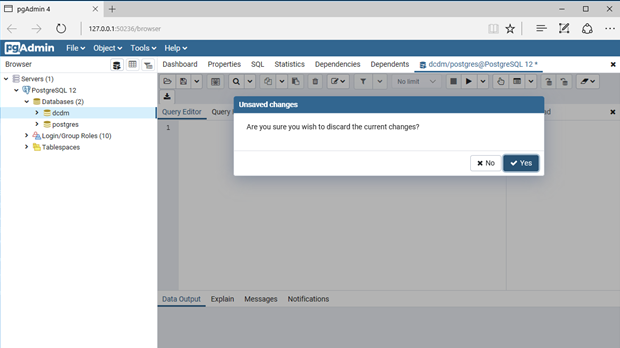 pgAdmin 4
127.0.0.1:50236/browser
pgAdmin File Object Tools Help
Browser
Dashboard Properties SQL Statistics Dependencies Dependents dcdm/postgres@PostgreSQL 12 *
Servers (1)
PostgreSQL 12
Databases (2)
dcdm
postgres
Login/Group Roles (10)
Tablespaces
No limit
Query Editor Query
1
Unsaved changes
Are you sure you wish to discard the current changes?
No Yes
Data Output Explain Messages Notifications